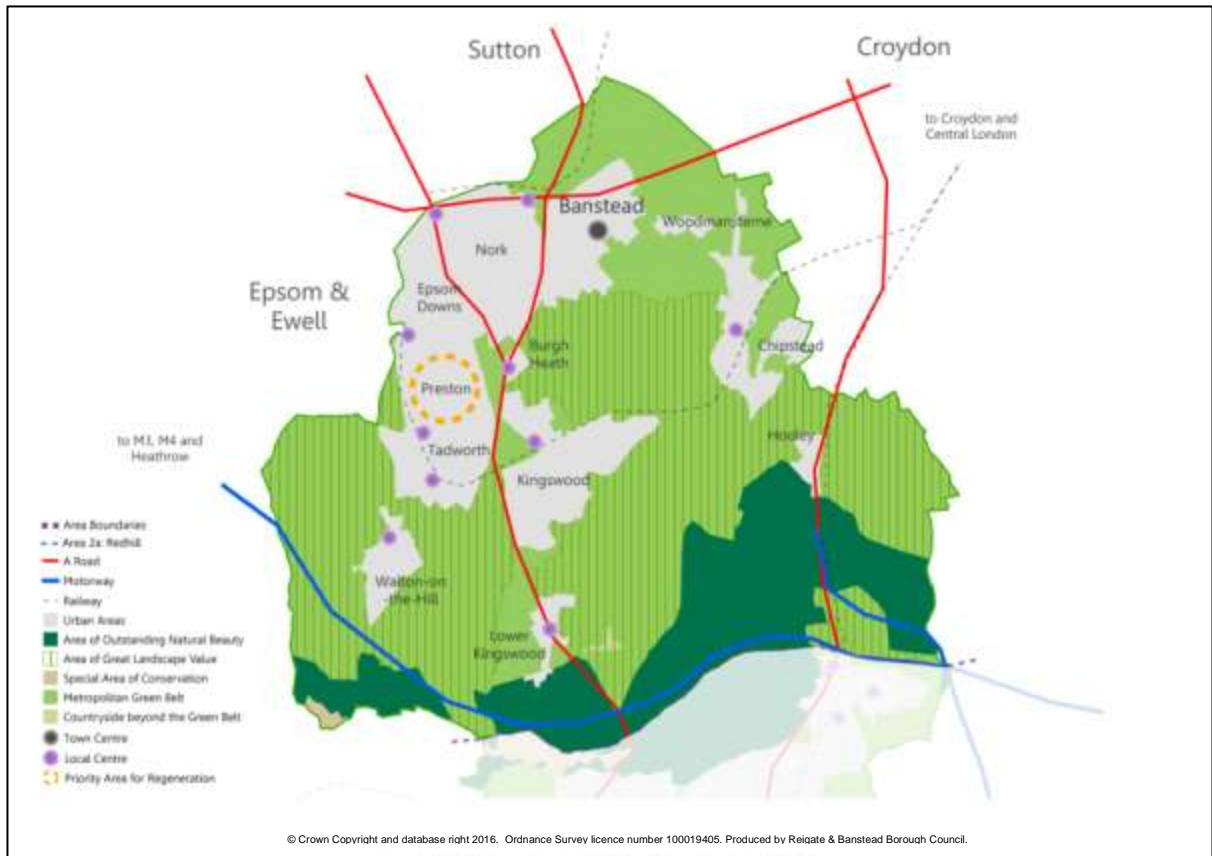 Sutton
Croydon
to Croydon and
Central London
Banstead
Woodmansterne
Nork
Epsom
Downs
Epsom &
Ewell
Burgh
Heath
Chipstead
Preston
Hooley
to M3, M4 and
Heathrow
Tadworth
Kingswood
Walton-on
-the-Hill
Lower
Kingswood
Area Boundaries
Area 2a: Redhill
A Road
Motorway
Railway
Urban Areas
Area of Outstanding Natural Beauty
Area of Great Landscape Value
Special Area of Conservation
Metropolitan Green Belt
Countryside beyond the Green Belt
Town Centre
Local Centre
Priority Area for Regeneration
© Crown Copyright and database right 2016. Ordnance Survey licence number 100019405. Produced by Reigate & Banstead Borough Council.